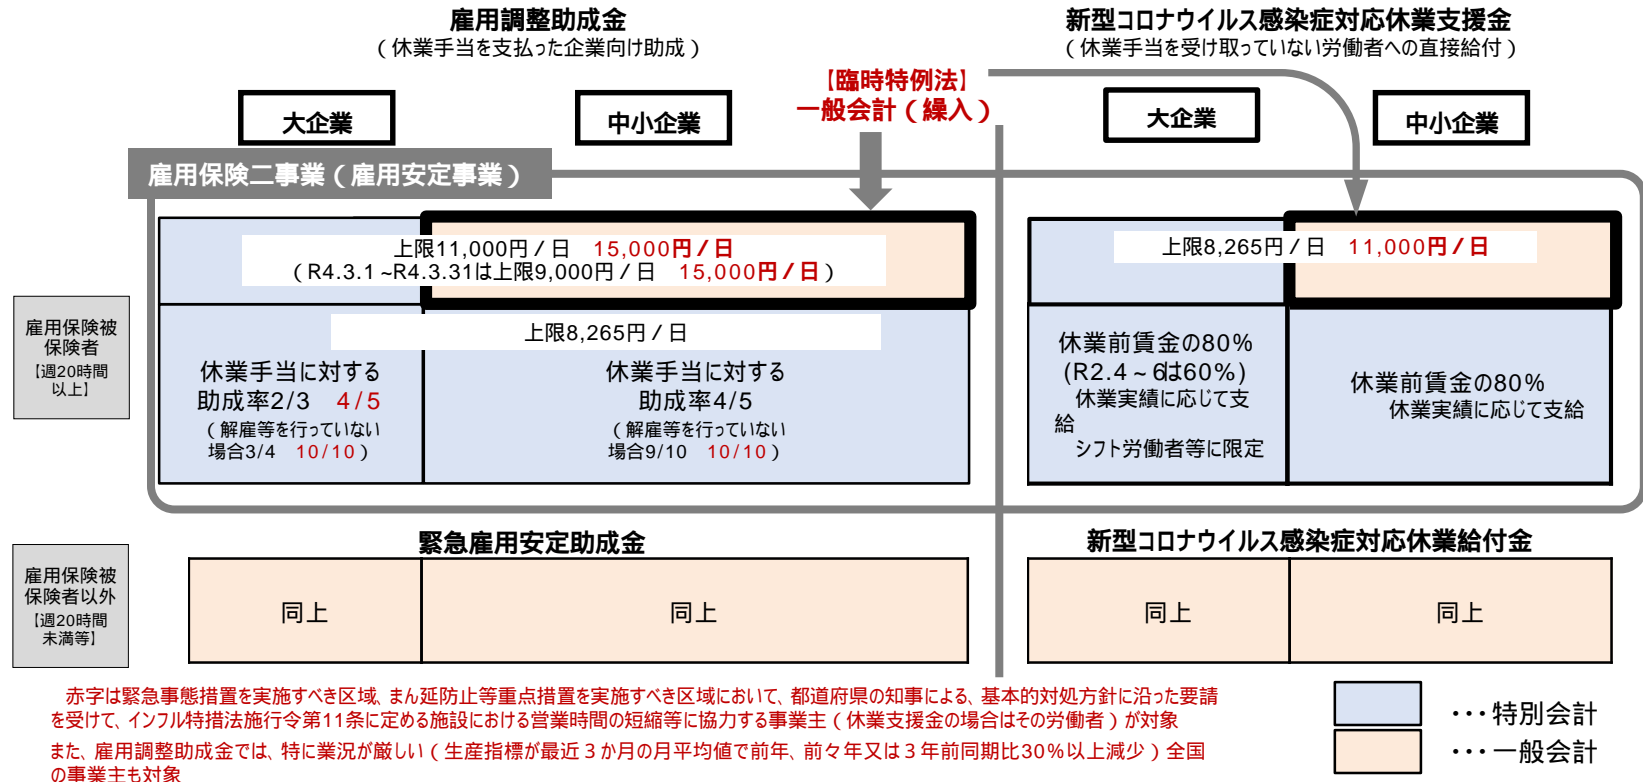 雇用調整助成金
（休業手当を支払った企業向け助成）
新型コロナウイルス感染症対応休業支援金
（休業手当を受け取っていない労働者への直接給付）
【臨時特例法】
一般会計（繰入）
大企業
中小企業
大企業
中小企業
雇用保険二事業（雇用安定事業）
上限11,000円／日　15,000円／日
（R4.3.1～R4.3.31は上限9,000円／日　15,000円／日）
上限8,265円／日　11,000円／日
雇用保険被
保険者
【週20時間
以上】
上限8,265円／日
休業手当に対する
助成率2/3　4/5
（解雇等を行っていない
場合3/4　10/10）
休業手当に対する
助成率4/5
（解雇等を行っていない
場合9/10　10/10）
休業前賃金の80％
(R2.4～6は60%)
休業実績に応じて支
給
シフト労働者等に限定
休業前賃金の80％
休業実績に応じて支給
緊急雇用安定助成金
新型コロナウイルス感染症対応休業給付金
雇用保険被
保険者以外
【週20時間
未満等】
同上
同上
同上
同上
赤字は緊急事態措置を実施すべき区域、まん延防止等重点措置を実施すべき区域において、都道府県の知事による、基本的対処方針に沿った要請
を受けて、インフル特措法施行令第11条に定める施設における営業時間の短縮等に協力する事業主（休業支援金の場合はその労働者）が対象
また、雇用調整助成金では、特に業況が厳しい（生産指標が最近３か月の月平均値で前年、前々年又は３年前同期比30％以上減少）全国
の事業主も対象
・・・特別会計
・・・一般会計